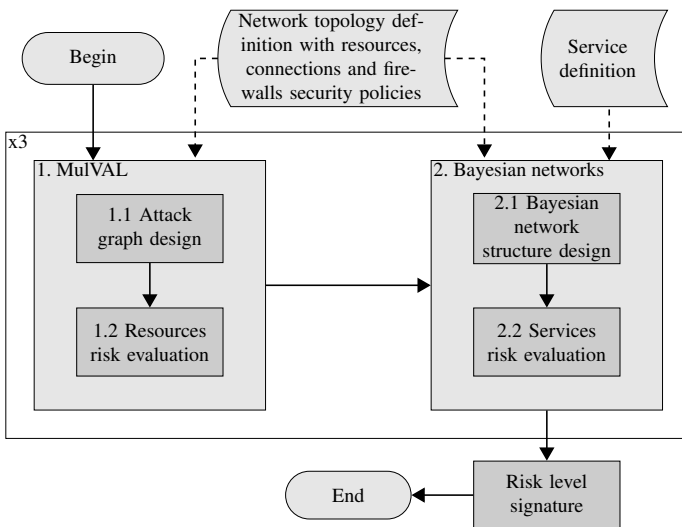 Begin
Network topology de-
finition with resources,
connections and fire-
walls security policies
Service
definition
x3
1. MulVAL
1.1 Attack
graph design
1.2 Resources
risk evaluation
2. Bayesian networks
2.1 Bayesian
network
structure design
2.2 Services
risk evaluation
Risk level
signature
End